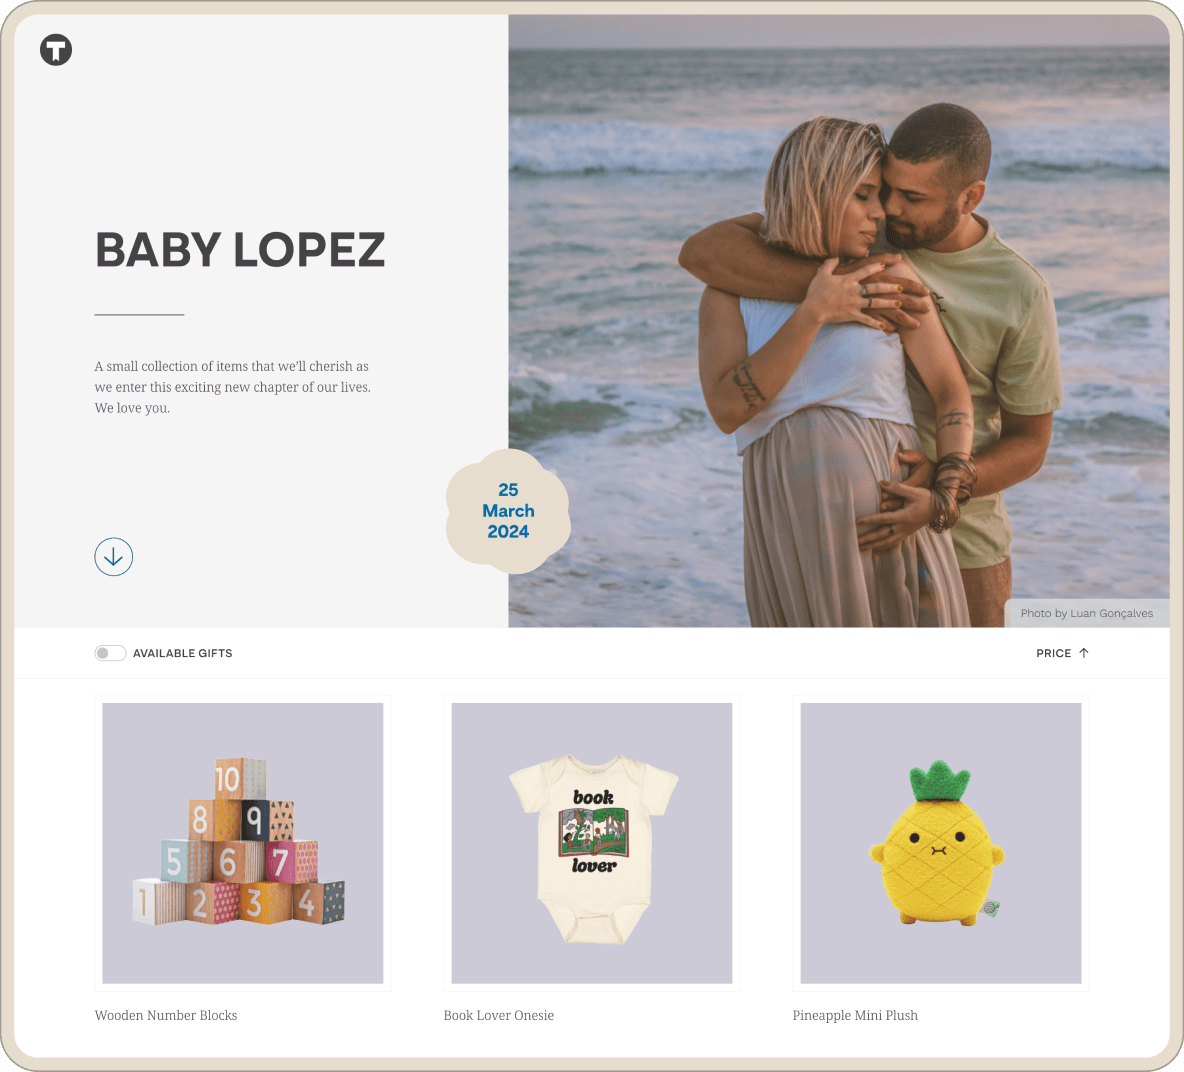 T
BABY LOPEZ
A small collection of items that we’ll cherish as
we enter this exciting new chapter of our lives.
We love you.
25
March
2024
Photo by Luan Gonçalves
AVAILABLE GIFTS
PRICE
10
8 9
5 6 7
1 2 3 4
book
lover
Wooden Number Blocks
Book Lover Onesie
Pineapple Mini Plush